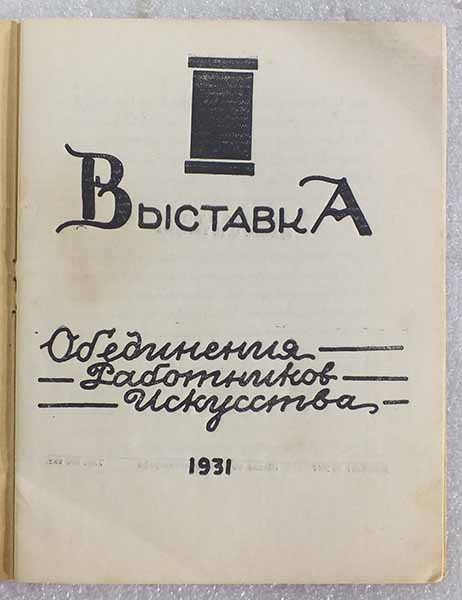 I
ВыставкА
Обединения
Работников
Искусства
1931